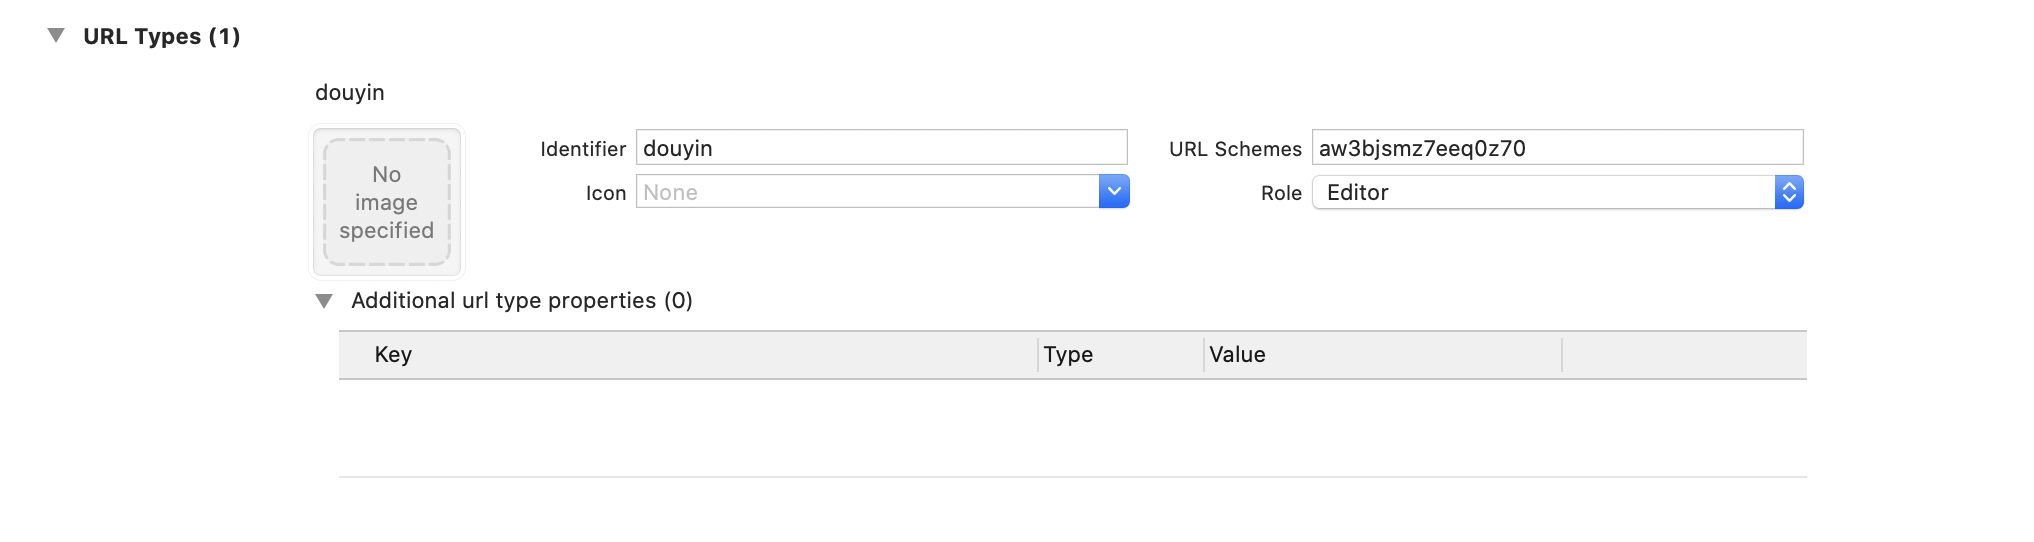 URL Types (1)
douyin
No
image
specified
Identifier douyin
URL Schemes aw3bjsmz7eeq0z70
Icon None
Role Editor
Additional url type properties (0)
Key Type Value